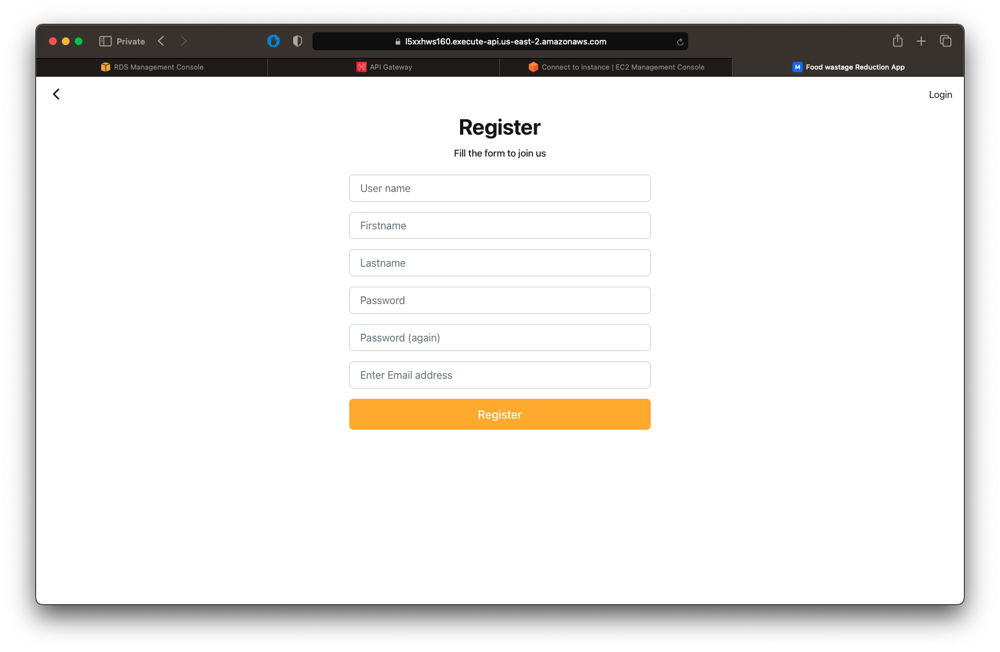 Private
l5xxhws160.execute-api.us-east-2.amazonaws.com
RDS Management Console
API Gateway
Connect to instance | EC2 Management Console
M
Food wastage Reduction App
Login
Register
Fill the form to join us
User name
Firstname
Lastname
Password
Password (again)
Enter Email address
Register